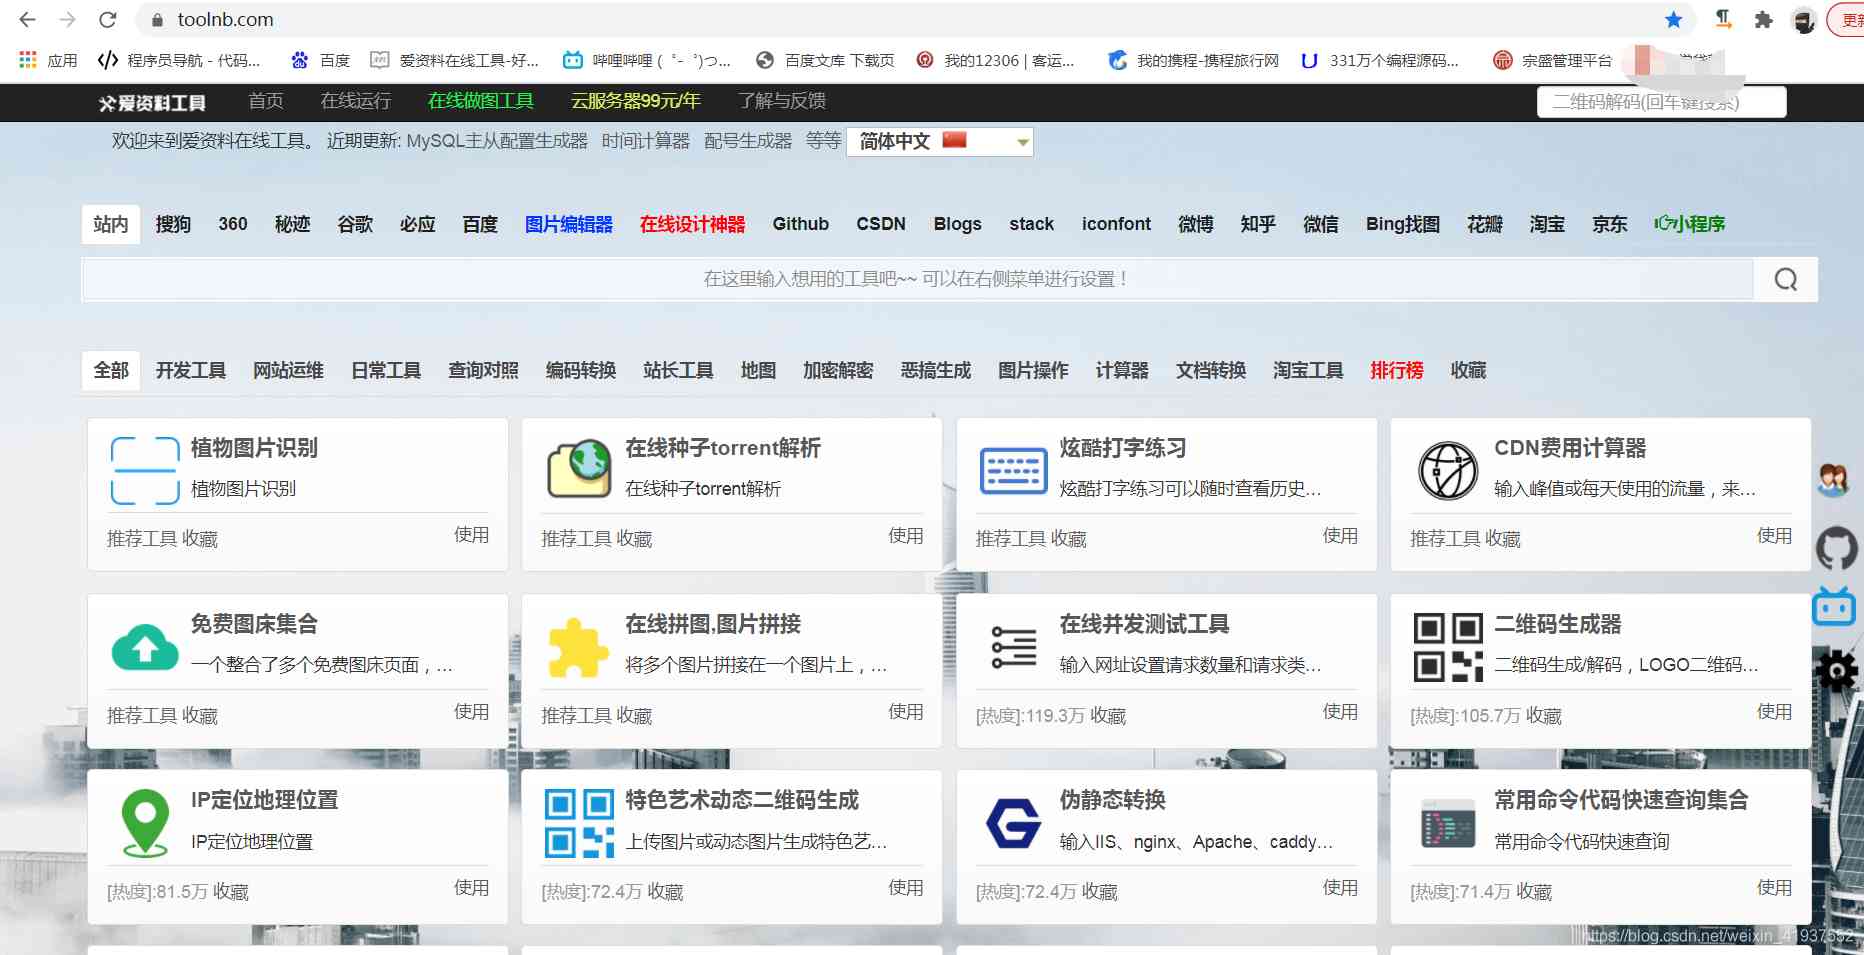 toolnb.com
更新
应用 程序员导航 - 代码... 百度 爱资料在线工具-好... 哔哩哔哩 ( ゜- ゜)つ... 百度文库 下载页 我的12306 | 客运... 我的携程-携程旅行网 331万个编程源码... 宗盛管理平台
爱资料工具 首页 在线运行 在线做图工具 云服务器99元/年 了解与反馈 二维码解码(回车键搜索)
欢迎来到爱资料在线工具。 近期更新: MySQL主从配置生成器 时间计算器 配号生成器 等等 简体中文
站内 搜狗 360 秘迹 谷歌 必应 百度 图片编辑器 在线设计神器 Github CSDN Blogs stack iconfont 微博 知乎 微信 Bing找图 花瓣 淘宝 京东 小程序
在这里输入想用的工具吧~~ 可以在右侧菜单进行设置！
全部 开发工具 网站运维 日常工具 查询对照 编码转换 站长工具 地图 加密解密 恶搞生成 图片操作 计算器 文档转换 淘宝工具 排行榜 收藏
植物图片识别 在线种子torrent解析 炫酷打字练习 CDN费用计算器
植物图片识别 在线种子torrent解析 炫酷打字练习可以随时查看历史... 输入峰值或每天使用的流量，来...
推荐工具 收藏 使用 推荐工具 收藏 使用 推荐工具 收藏 使用 推荐工具 收藏 使用
免费图床集合 在线拼图,图片拼接 在线并发测试工具 二维码生成器
一个整合了多个免费图床页面，... 将多个图片拼接在一个图片上，... 输入网址设置请求数量和请求类... 二维码生成/解码，LOGO二维码...
推荐工具 收藏 使用 推荐工具 收藏 使用 [热度]:119.3万 收藏 使用 [热度]:105.7万 收藏 使用
IP定位地理位置 特色艺术动态二维码生成 伪静态转换 常用命令代码快速查询集合
IP定位地理位置 上传图片或动态图片生成特色艺... 输入IIS、nginx、Apache、caddy... 常用命令代码快速查询
[热度]:81.5万 收藏 使用 [热度]:72.4万 收藏 使用 [热度]:72.4万 收藏 使用 [热度]:71.4万 收藏 使用
https://blog.csdn.net/weixin_41937552